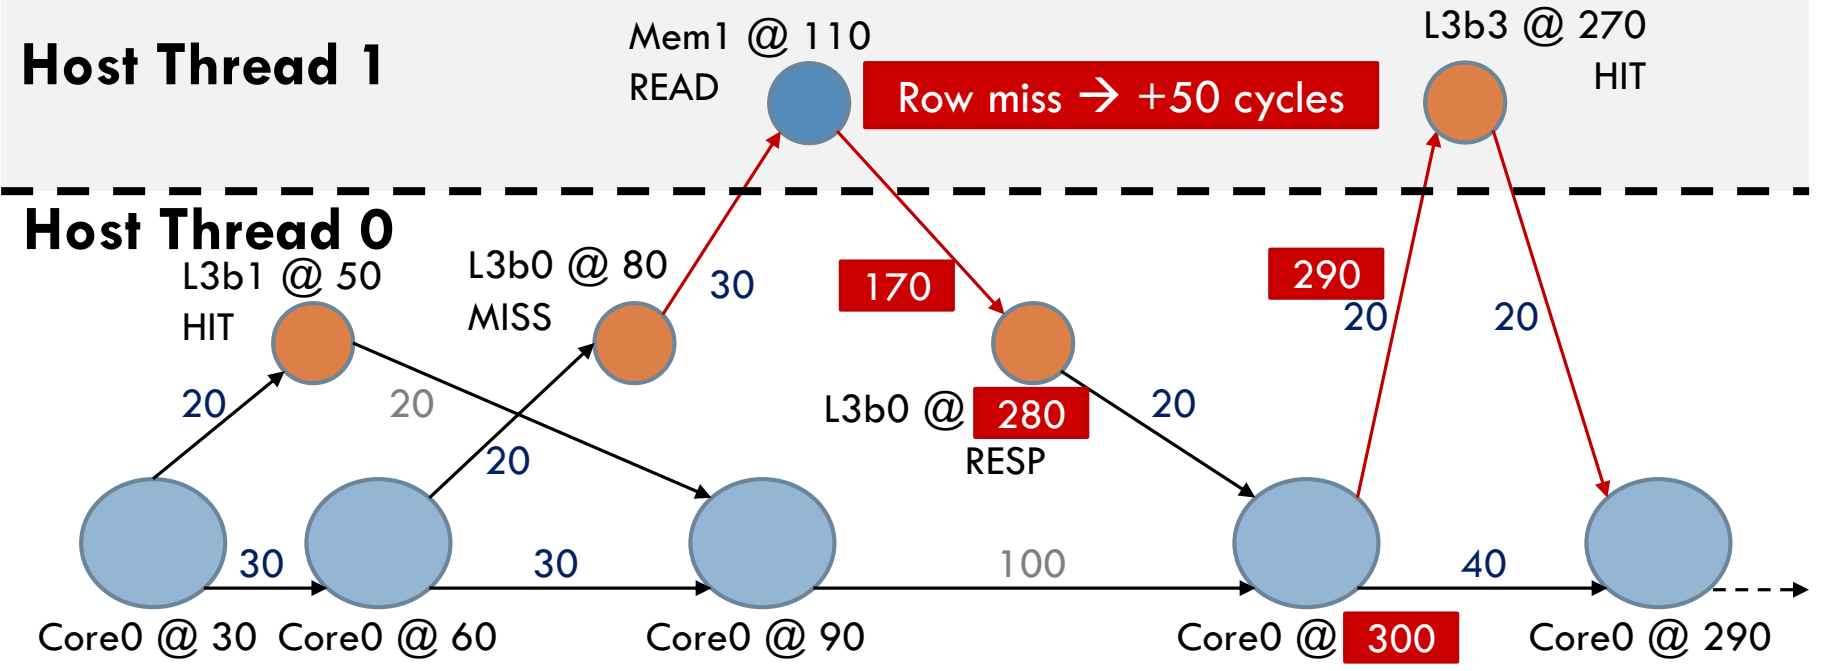 Host Thread 1
Mem1 @ 110
READ
Row miss → +50 cycles
L3b3 @ 270
HIT
Host Thread 0
L3b1 @ 50
HIT
L3b0 @ 80
MISS
30
170
290
20
20
20
20
20
L3b0 @ 280
RESP
20
30
30
100
40
Core0 @ 30
Core0 @ 60
Core0 @ 90
Core0 @ 300
Core0 @ 290